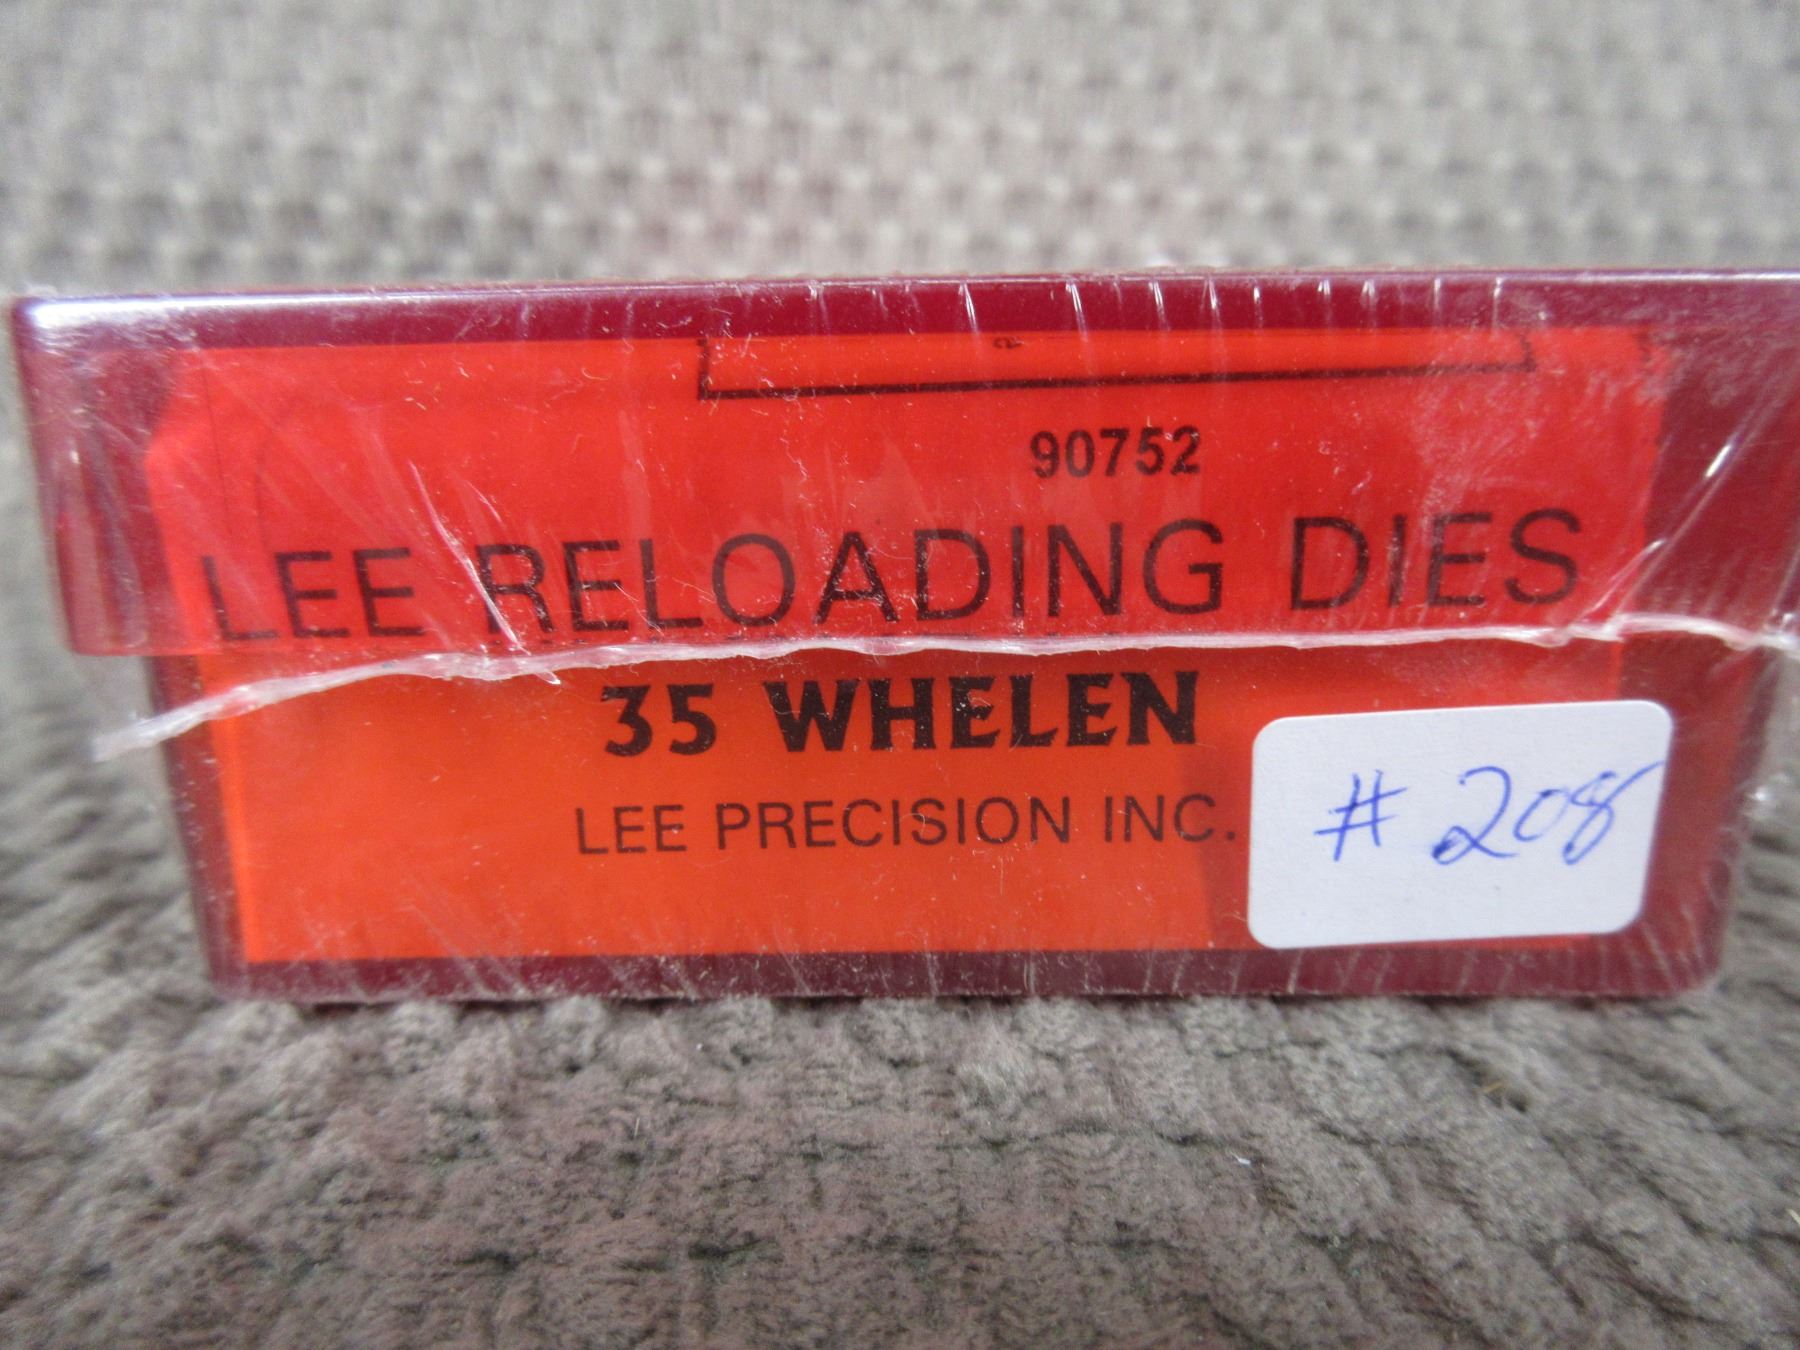 90752
LEE RELOADING DIES
35 WHELEN
LEE PRECISION INC.
# 208